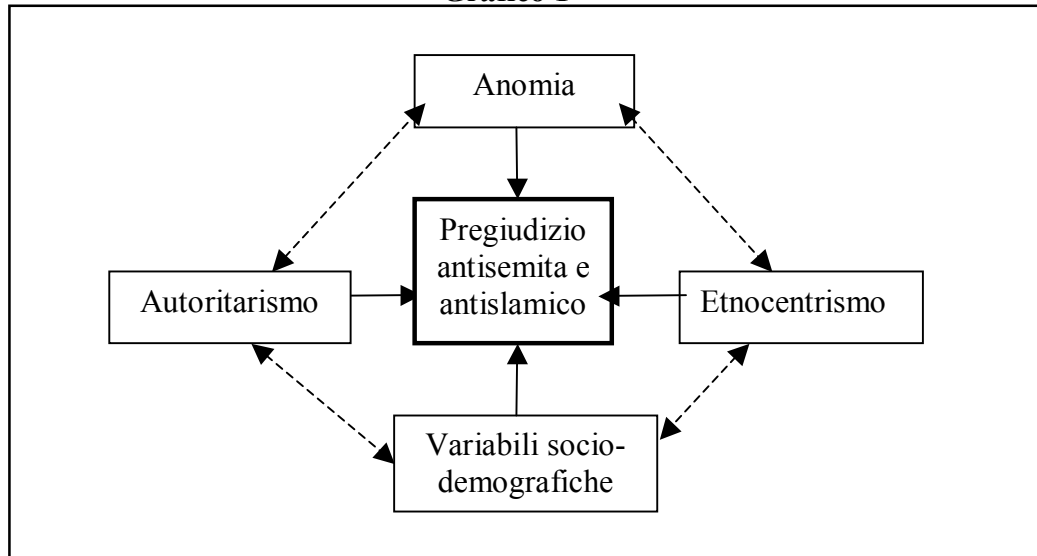 Grafico 1
Anomia
Pregiudizio
antisemita e
antislamico
Autoritarismo
Etnocentrismo
Variabili socio-
demografiche